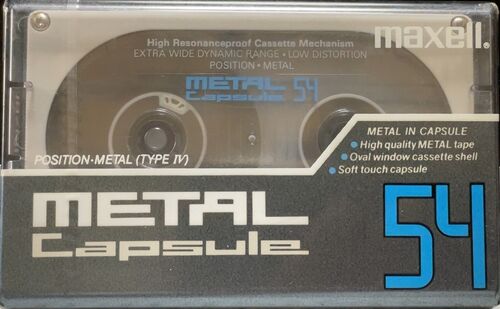 maxell
High Resonanceproof Cassette Mechanism
EXTRA WIDE DYNAMIC RANGE • LOW DISTORTION
POSITION • METAL
METAL
Capsule 54
METAL IN CAPSULE
• High quality METAL tape
• Oval window cassette shell
• Soft touch capsule
POSITION•METAL (TYPE IV)
METAL
Capsule
54